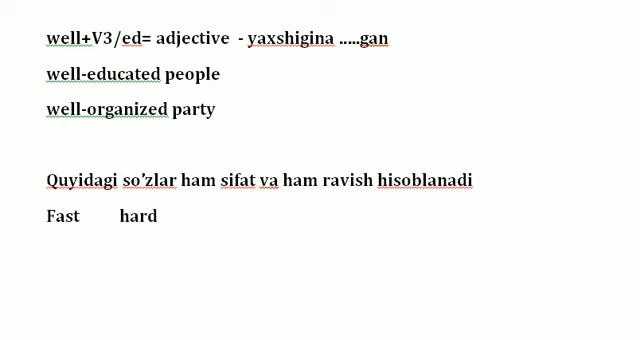 well+V3/ed= adjective - yaxshigina .....gan
well-educated people
well-organized party
Quyidagi so’zlar ham sifat va ham ravish hisoblanadi
Fast hard